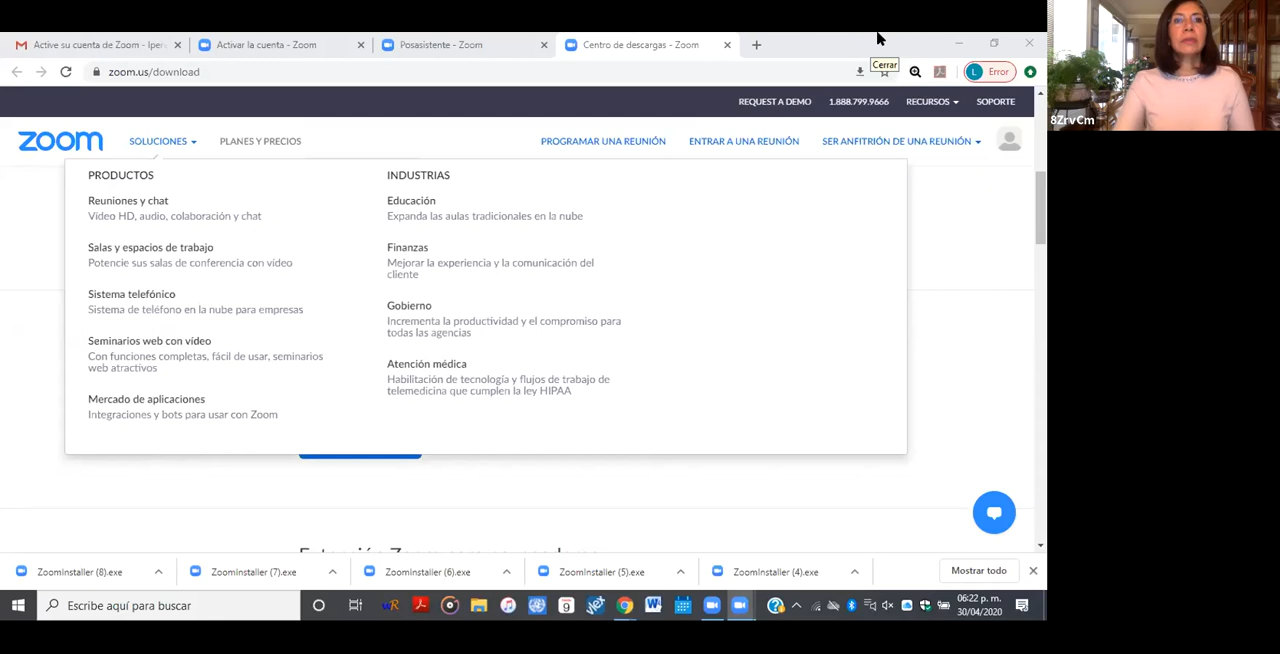 Active su cuenta de Zoom - Iperi
Activar la cuenta - Zoom
Posasistente - Zoom
Centro de descargas - Zoom
Cerrar
zoom.us/download
L Error
8ZrvCm
REQUEST A DEMO 1.888.799.9666 RECURSOS SOPORTE
zoom SOLUCIONES PLANES Y PRECIOS PROGRAMAR UNA REUNIÓN ENTRAR A UNA REUNIÓN SER ANFITRIÓN DE UNA REUNIÓN
PRODUCTOS
Reuniones y chat
Vídeo HD, audio, colaboración y chat
Salas y espacios de trabajo
Potencie sus salas de conferencia con vídeo
Sistema telefónico
Sistema de teléfono en la nube para empresas
Seminarios web con vídeo
Con funciones completas, fácil de usar, seminarios
web atractivos
Mercado de aplicaciones
Integraciones y bots para usar con Zoom
INDUSTRIAS
Educación
Expanda las aulas tradicionales en la nube
Finanzas
Mejorar la experiencia y la comunicación del
cliente
Gobierno
Incrementa la productividad y el compromiso para
todas las agencias
Atención médica
Habilitación de tecnología y flujos de trabajo de
telemedicina que cumplen la ley HIPAA
ZoomInstaller (8).exe
ZoomInstaller (7).exe
ZoomInstaller (6).exe
ZoomInstaller (5).exe
ZoomInstaller (4).exe
Mostrar todo
Escribe aquí para buscar
06:22 p. m.
30/04/2020